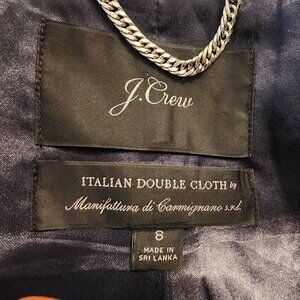 J.Crew
ITALIAN DOUBLE CLOTH by
Manifattura di Carmignano s.r.l.
8
MADE IN
SRI LANKA